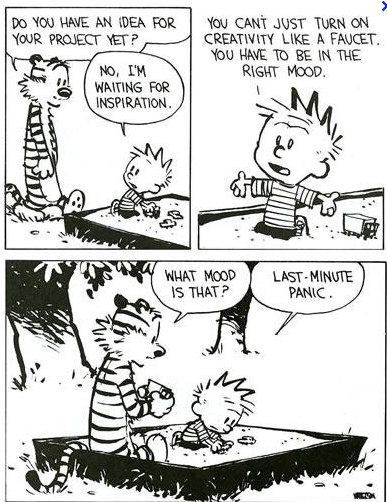 DO YOU HAVE AN IDEA FOR
YOUR PROJECT YET?
NO, I'M
WAITING FOR
INSPIRATION.
YOU CAN'T JUST TURN ON
CREATIVITY LIKE A FAUCET.
YOU HAVE TO BE IN THE
RIGHT MOOD.
WHAT MOOD
IS THAT?
LAST-MINUTE
PANIC.